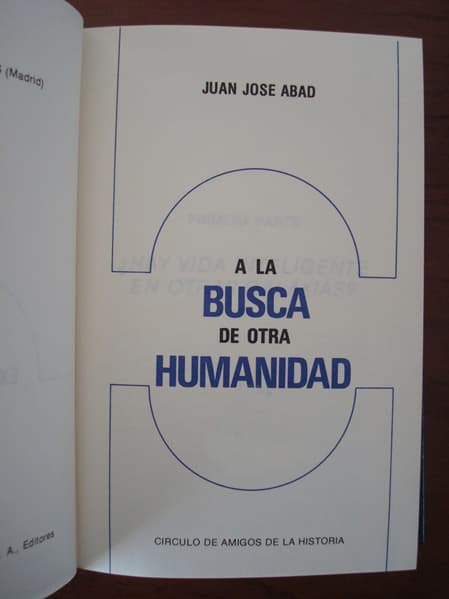 (Madrid)
A., Editores
JUAN JOSE ABAD
A LA
BUSCA
DE OTRA
HUMANIDAD
CIRCULO DE AMIGOS DE LA HISTORIA